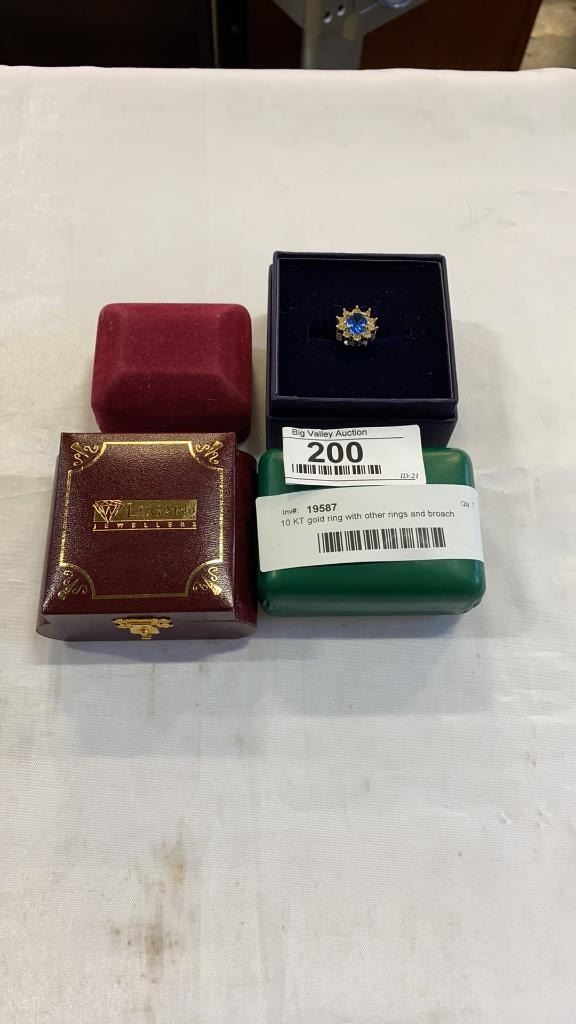 Big Valley Auction
200
ID:21
LUGARO
JEWELLERS
Inv#: 19587
Qty: 1
10 KT gold ring with other rings and broach